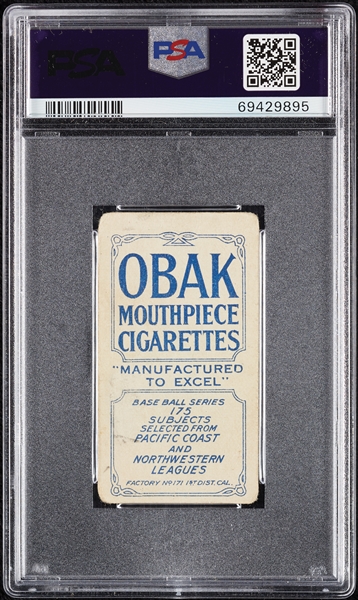 PSA
PSA
69429895
OBAK
MOUTHPIECE
CIGARETTES
"MANUFACTURED
TO EXCEL"
BASE BALL SERIES
175
SUBJECTS
SELECTED FROM
PACIFIC COAST
AND
NORTHWESTERN
LEAGUES
FACTORY Nº 171 1ST DIST. CAL.